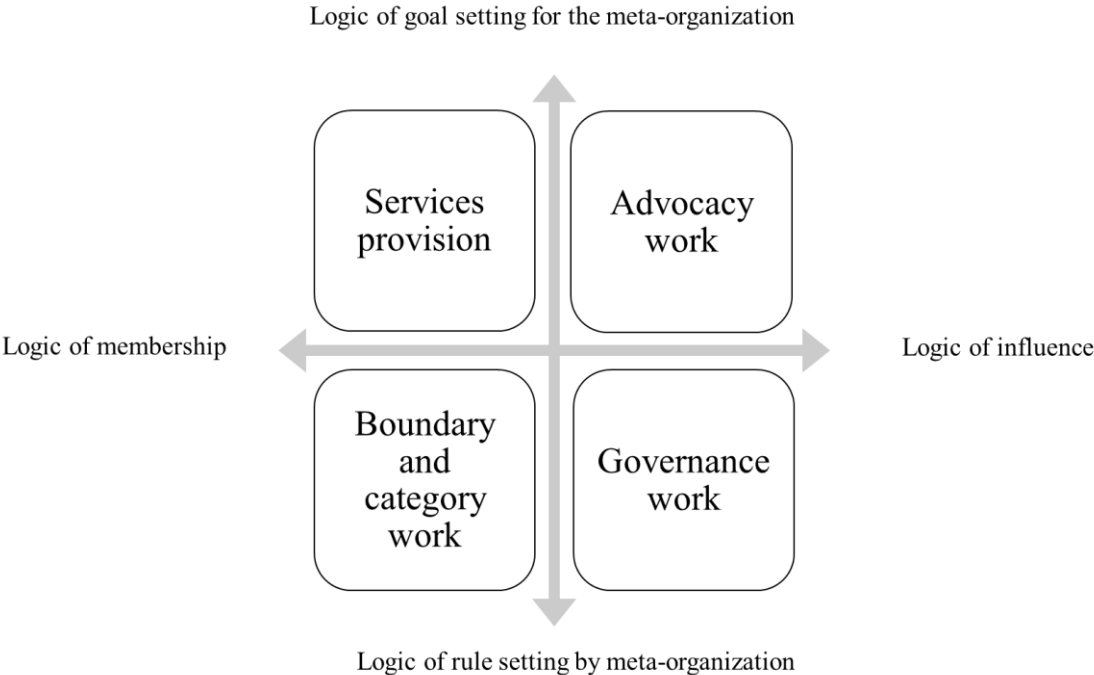 Logic of goal setting for the meta-organization
Services
provision
Advocacy
work
Logic of membership
Logic of influence
Boundary
and
category
work
Governance
work
Logic of rule setting by meta-organization